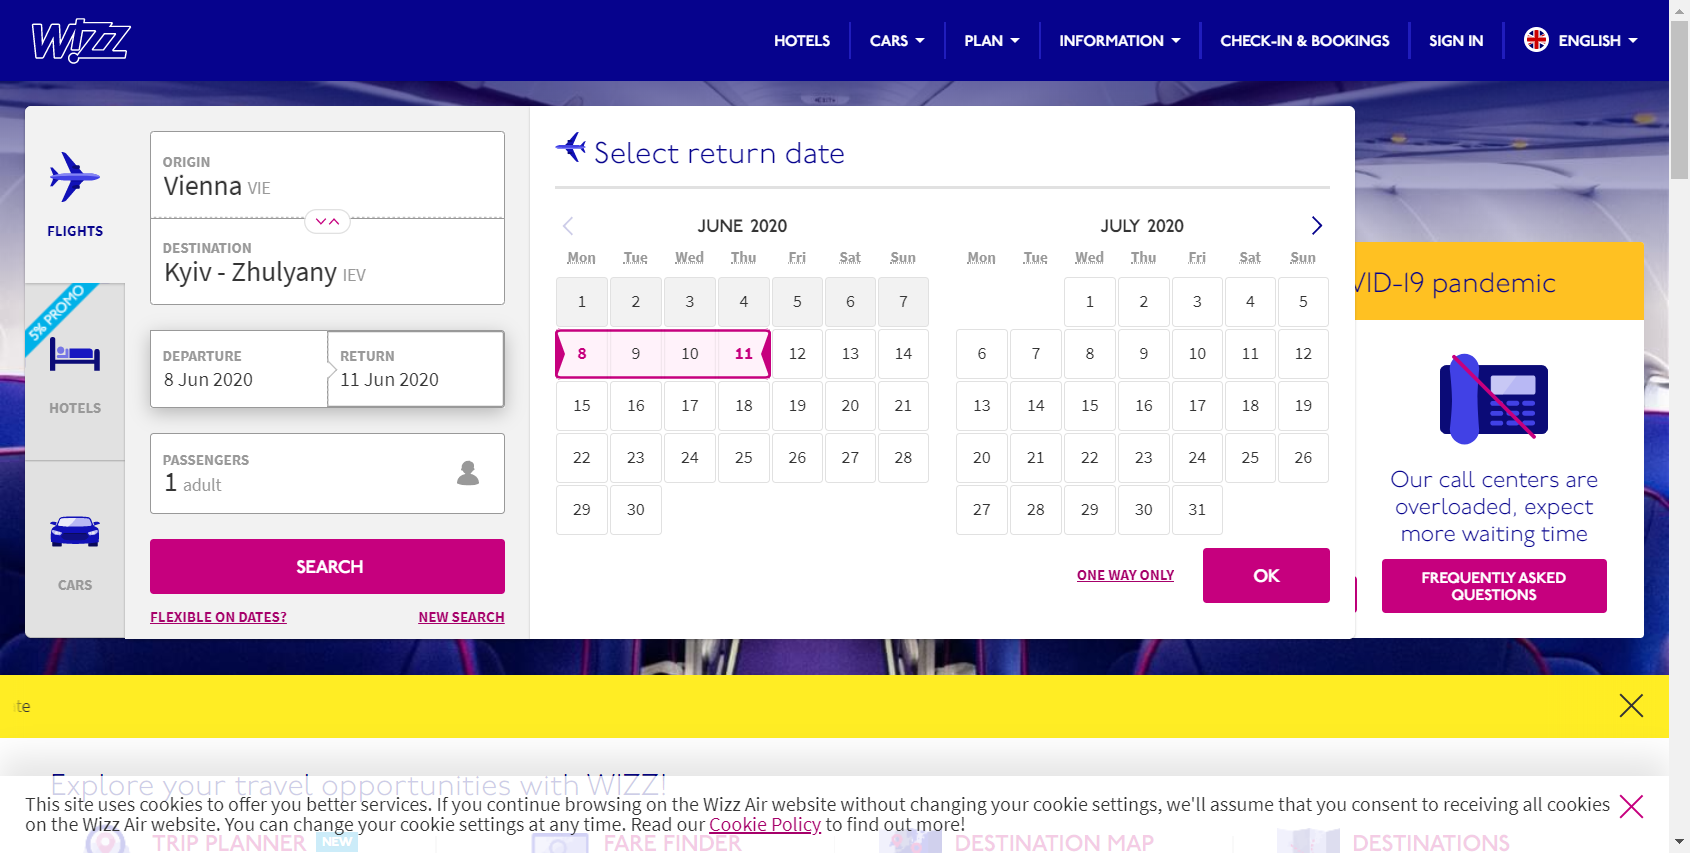 WIZZ
HOTELS
CARS
PLAN
INFORMATION
CHECK-IN & BOOKINGS
SIGN IN
ENGLISH
FLIGHTS
5% PROMO
HOTELS
CARS
ORIGIN
Vienna VIE
DESTINATION
Kyiv - Zhulyany IEV
DEPARTURE
8 Jun 2020
RETURN
11 Jun 2020
PASSENGERS
1 adult
SEARCH
FLEXIBLE ON DATES?
NEW SEARCH
Select return date
JUNE 2020
Mon Tue Wed Thu Fri Sat Sun
1 2 3 4 5 6 7
8 9 10 11 12 13 14
15 16 17 18 19 20 21
22 23 24 25 26 27 28
29 30
JULY 2020
Mon Tue Wed Thu Fri Sat Sun
1 2 3 4 5
6 7 8 9 10 11 12
13 14 15 16 17 18 19
20 21 22 23 24 25 26
27 28 29 30 31
ONE WAY ONLY
OK
VID-19 pandemic
Our call centers are
overloaded, expect
more waiting time
FREQUENTLY ASKED
QUESTIONS
Explore your travel opportunities with WIZZ!
This site uses cookies to offer you better services. If you continue browsing on the Wizz Air website without changing your cookie settings, we'll assume that you consent to receiving all cookies
on the Wizz Air website. You can change your cookie settings at any time. Read our Cookie Policy to find out more!
TRIP PLANNER NEW
FARE FINDER
DESTINATION MAP
DESTINATIONS